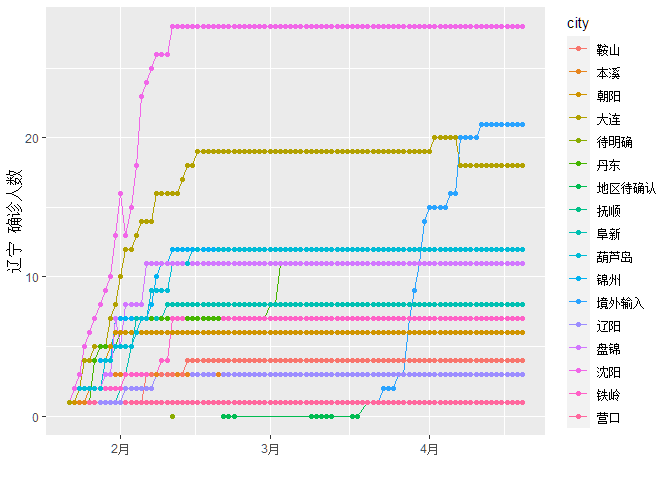 city
鞍山
本溪
朝阳
大连
待明确
丹东
地区待确认
抚顺
阜新
葫芦岛
锦州
境外输入
辽阳
盘锦
沈阳
铁岭
营口
辽宁 确诊人数
20
10
0
2月
3月
4月